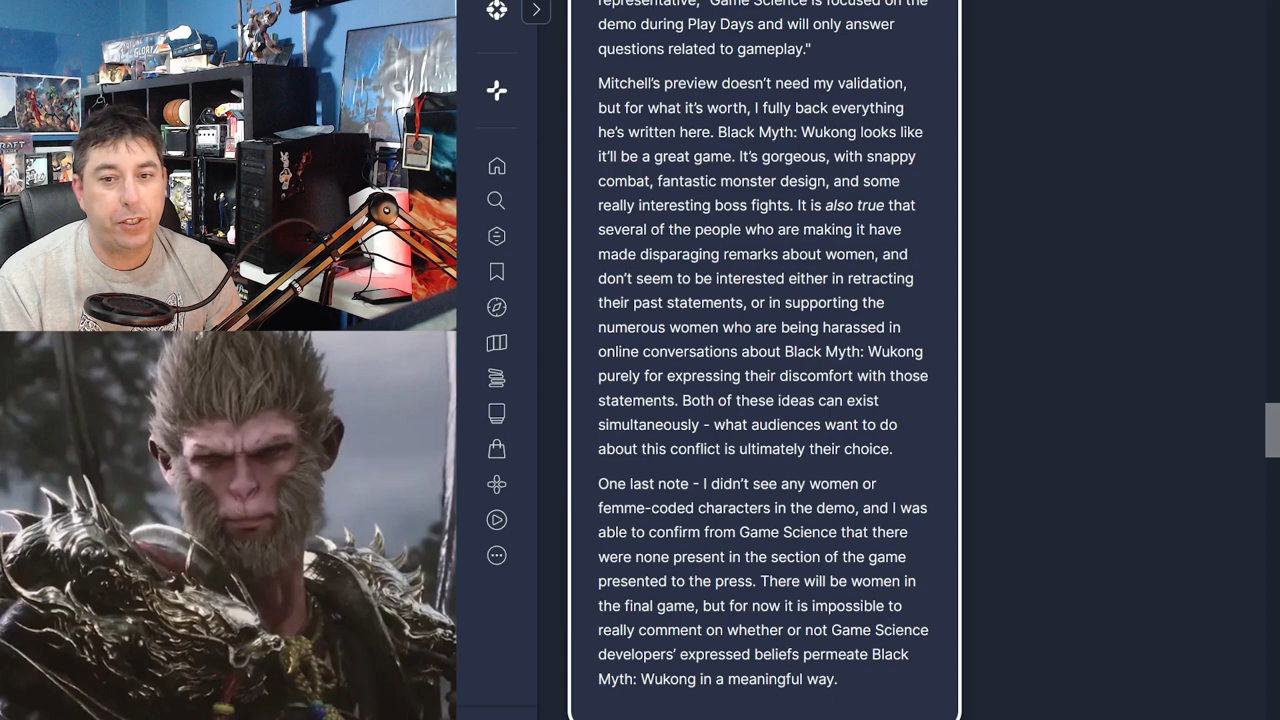 representative, "Game Science is focused on the
demo during Play Days and will only answer
questions related to gameplay."
Mitchell's preview doesn't need my validation,
but for what it's worth, I fully back everything
he's written here. Black Myth: Wukong looks like
it'll be a great game. It's gorgeous, with snappy
combat, fantastic monster design, and some
really interesting boss fights. It is also true that
several of the people who are making it have
made disparaging remarks about women, and
don't seem to be interested either in retracting
their past statements, or in supporting the
numerous women who are being harassed in
online conversations about Black Myth: Wukong
purely for expressing their discomfort with those
statements. Both of these ideas can exist
simultaneously - what audiences want to do
about this conflict is ultimately their choice.
One last note - I didn't see any women or
femme-coded characters in the demo, and I was
able to confirm from Game Science that there
were none present in the section of the game
presented to the press. There will be women in
the final game, but for now it is impossible to
really comment on whether or not Game Science
developers' expressed beliefs permeate Black
Myth: Wukong in a meaningful way.